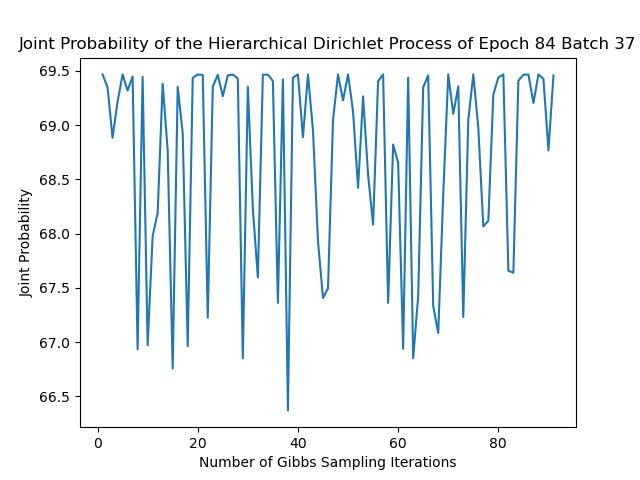 Joint Probability of the Hierarchical Dirichlet Process of Epoch 84 Batch 37
69.5
69.0
68.5
68.0
67.5
67.0
66.5
Joint Probability
0 20 40 60 80
Number of Gibbs Sampling Iterations